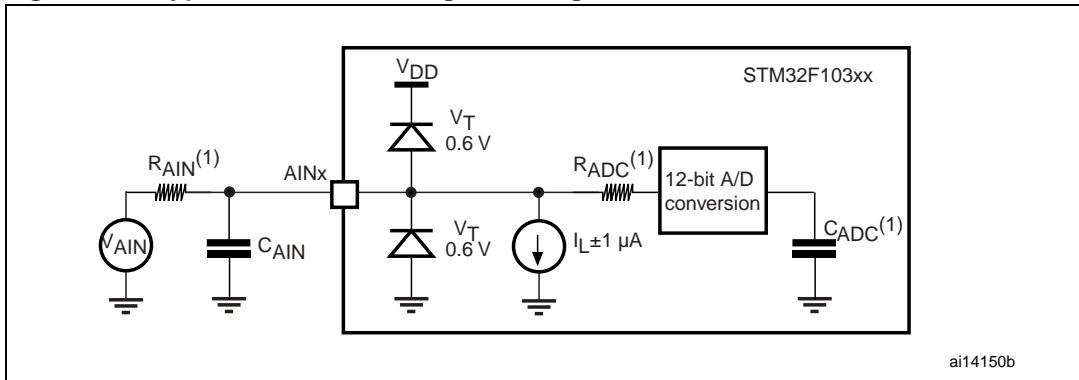 V_DD
STM32F103xx
V_T
0.6 V
R_AIN(1)
AINx
R_ADC(1)
12-bit A/D
conversion
V_AIN
C_AIN
V_T
0.6 V
I_L±1 µA
C_ADC(1)
ai14150b